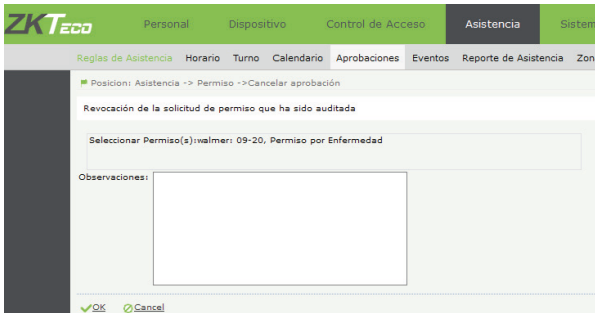 ZKTeco Personal Dispositivo Control de Acceso Asistencia Sistem
Reglas de Asistencia Horario Turno Calendario Aprobaciones Eventos Reporte de Asistencia Zon
Posicion: Asistencia -> Permiso ->Cancelar aprobación
Revocación de la solicitud de permiso que ha sido auditada
Seleccionar Permiso(s):walmer: 09-20, Permiso por Enfermedad
Observaciones:
OK Cancel